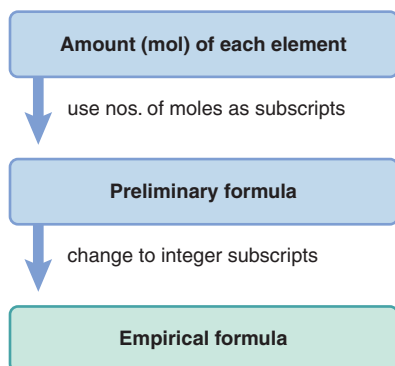 Amount (mol) of each element
use nos. of moles as subscripts
Preliminary formula
change to integer subscripts
Empirical formula